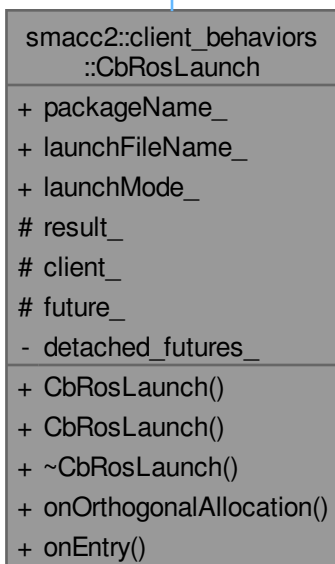 smacc2::client_behaviors
::CbRosLaunch
+ packageName_
+ launchFileName_
+ launchMode_
# result_
# client_
# future_
- detached_futures_
+ CbRosLaunch()
+ CbRosLaunch()
+ ~CbRosLaunch()
+ onOrthogonalAllocation()
+ onEntry()